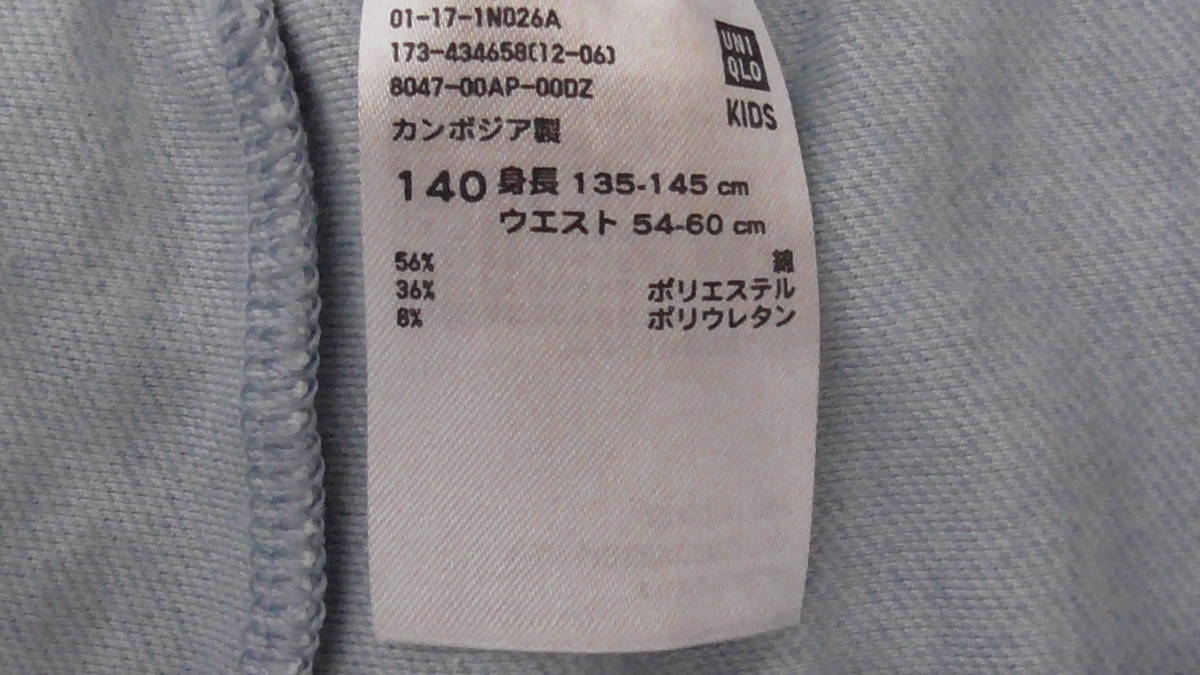 01-17-1N026A
173-434658(12-06)
8047-00AP-00DZ
UNI
QLO
KIDS
カンボジア製
140 身長 135-145 cm
ウエスト 54-60 cm
56% 綿
36% ポリエステル
8% ポリウレタン